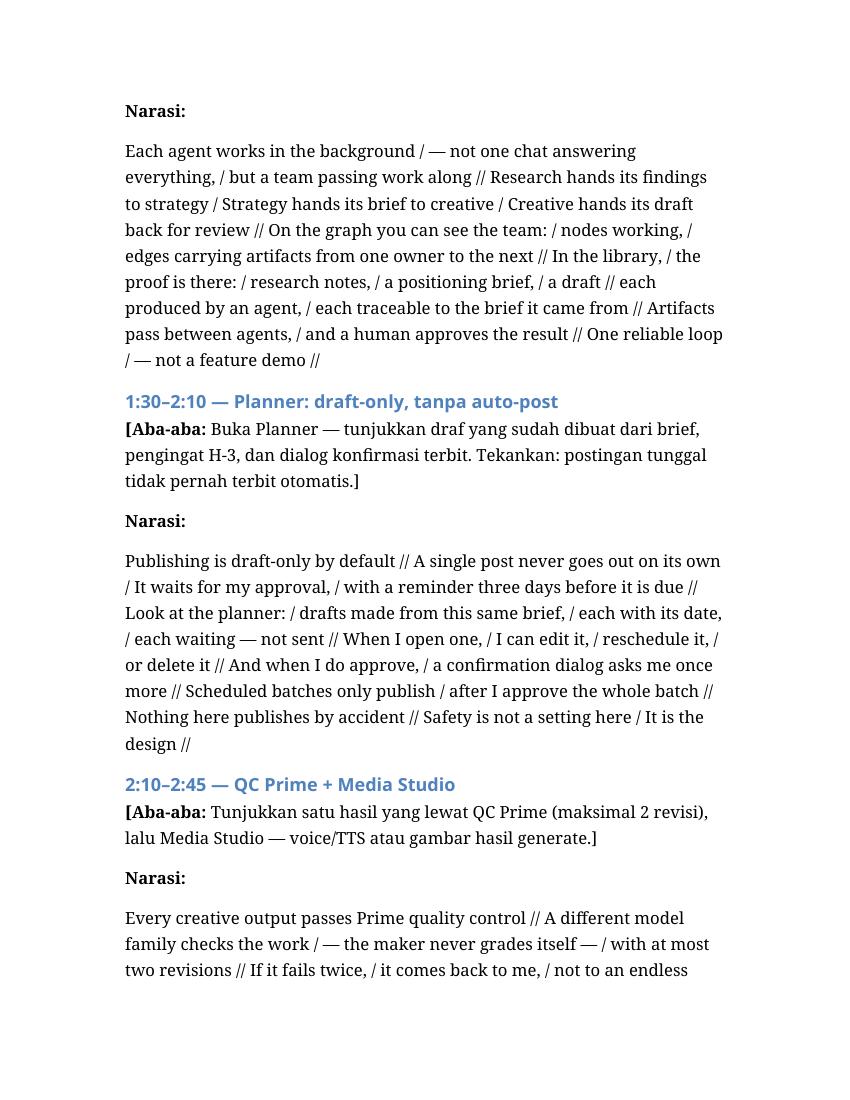 Narasi:
Each agent works in the background / — not one chat answering
everything, / but a team passing work along // Research hands its findings
to strategy / Strategy hands its brief to creative / Creative hands its draft
back for review // On the graph you can see the team: / nodes working, /
edges carrying artifacts from one owner to the next // In the library, / the
proof is there: / research notes, / a positioning brief, / a draft // each
produced by an agent, / each traceable to the brief it came from // Artifacts
pass between agents, / and a human approves the result // One reliable loop
/ — not a feature demo //
1:30–2:10 — Planner: draft-only, tanpa auto-post
[Aba-aba: Buka Planner — tunjukkan draf yang sudah dibuat dari brief,
pengingat H-3, dan dialog konfirmasi terbit. Tekankan: postingan tunggal
tidak pernah terbit otomatis.]
Narasi:
Publishing is draft-only by default // A single post never goes out on its own
/ It waits for my approval, / with a reminder three days before it is due //
Look at the planner: / drafts made from this same brief, / each with its date,
/ each waiting — not sent // When I open one, / I can edit it, / reschedule it, /
or delete it // And when I do approve, / a confirmation dialog asks me once
more // Scheduled batches only publish / after I approve the whole batch //
Nothing here publishes by accident // Safety is not a setting here / It is the
design //
2:10–2:45 — QC Prime + Media Studio
[Aba-aba: Tunjukkan satu hasil yang lewat QC Prime (maksimal 2 revisi),
lalu Media Studio — voice/TTS atau gambar hasil generate.]
Narasi:
Every creative output passes Prime quality control // A different model
family checks the work / — the maker never grades itself — / with at most
two revisions // If it fails twice, / it comes back to me, / not to an endless